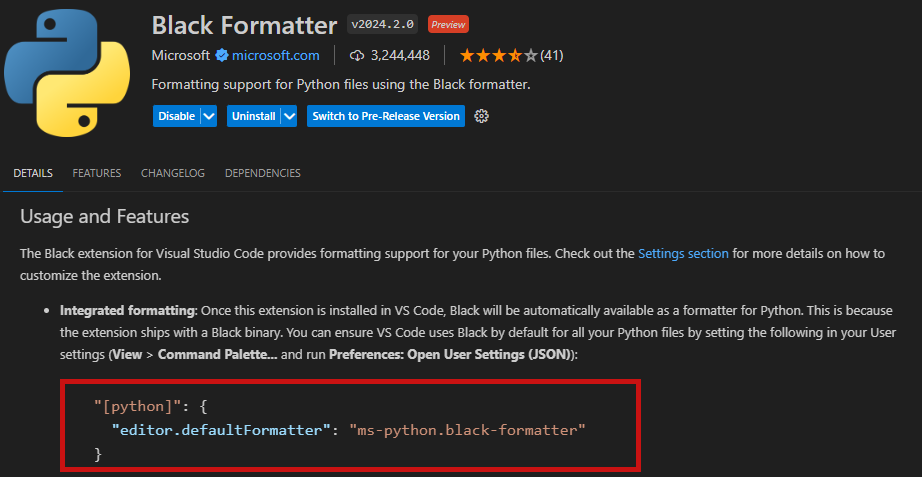 Black Formatter v2024.2.0 Preview
Microsoft microsoft.com 3,244,448 (41)
Formatting support for Python files using the Black formatter.
Disable Uninstall Switch to Pre-Release Version
DETAILS FEATURES CHANGELOG DEPENDENCIES
Usage and Features
The Black extension for Visual Studio Code provides formatting support for your Python files. Check out the Settings section for more details on how to
customize the extension.
• Integrated formatting: Once this extension is installed in VS Code, Black will be automatically available as a formatter for Python. This is because
the extension ships with a Black binary. You can ensure VS Code uses Black by default for all your Python files by setting the following in your User
settings (View > Command Palette... and run Preferences: Open User Settings (JSON)):
"[python]": {
"editor.defaultFormatter": "ms-python.black-formatter"
}